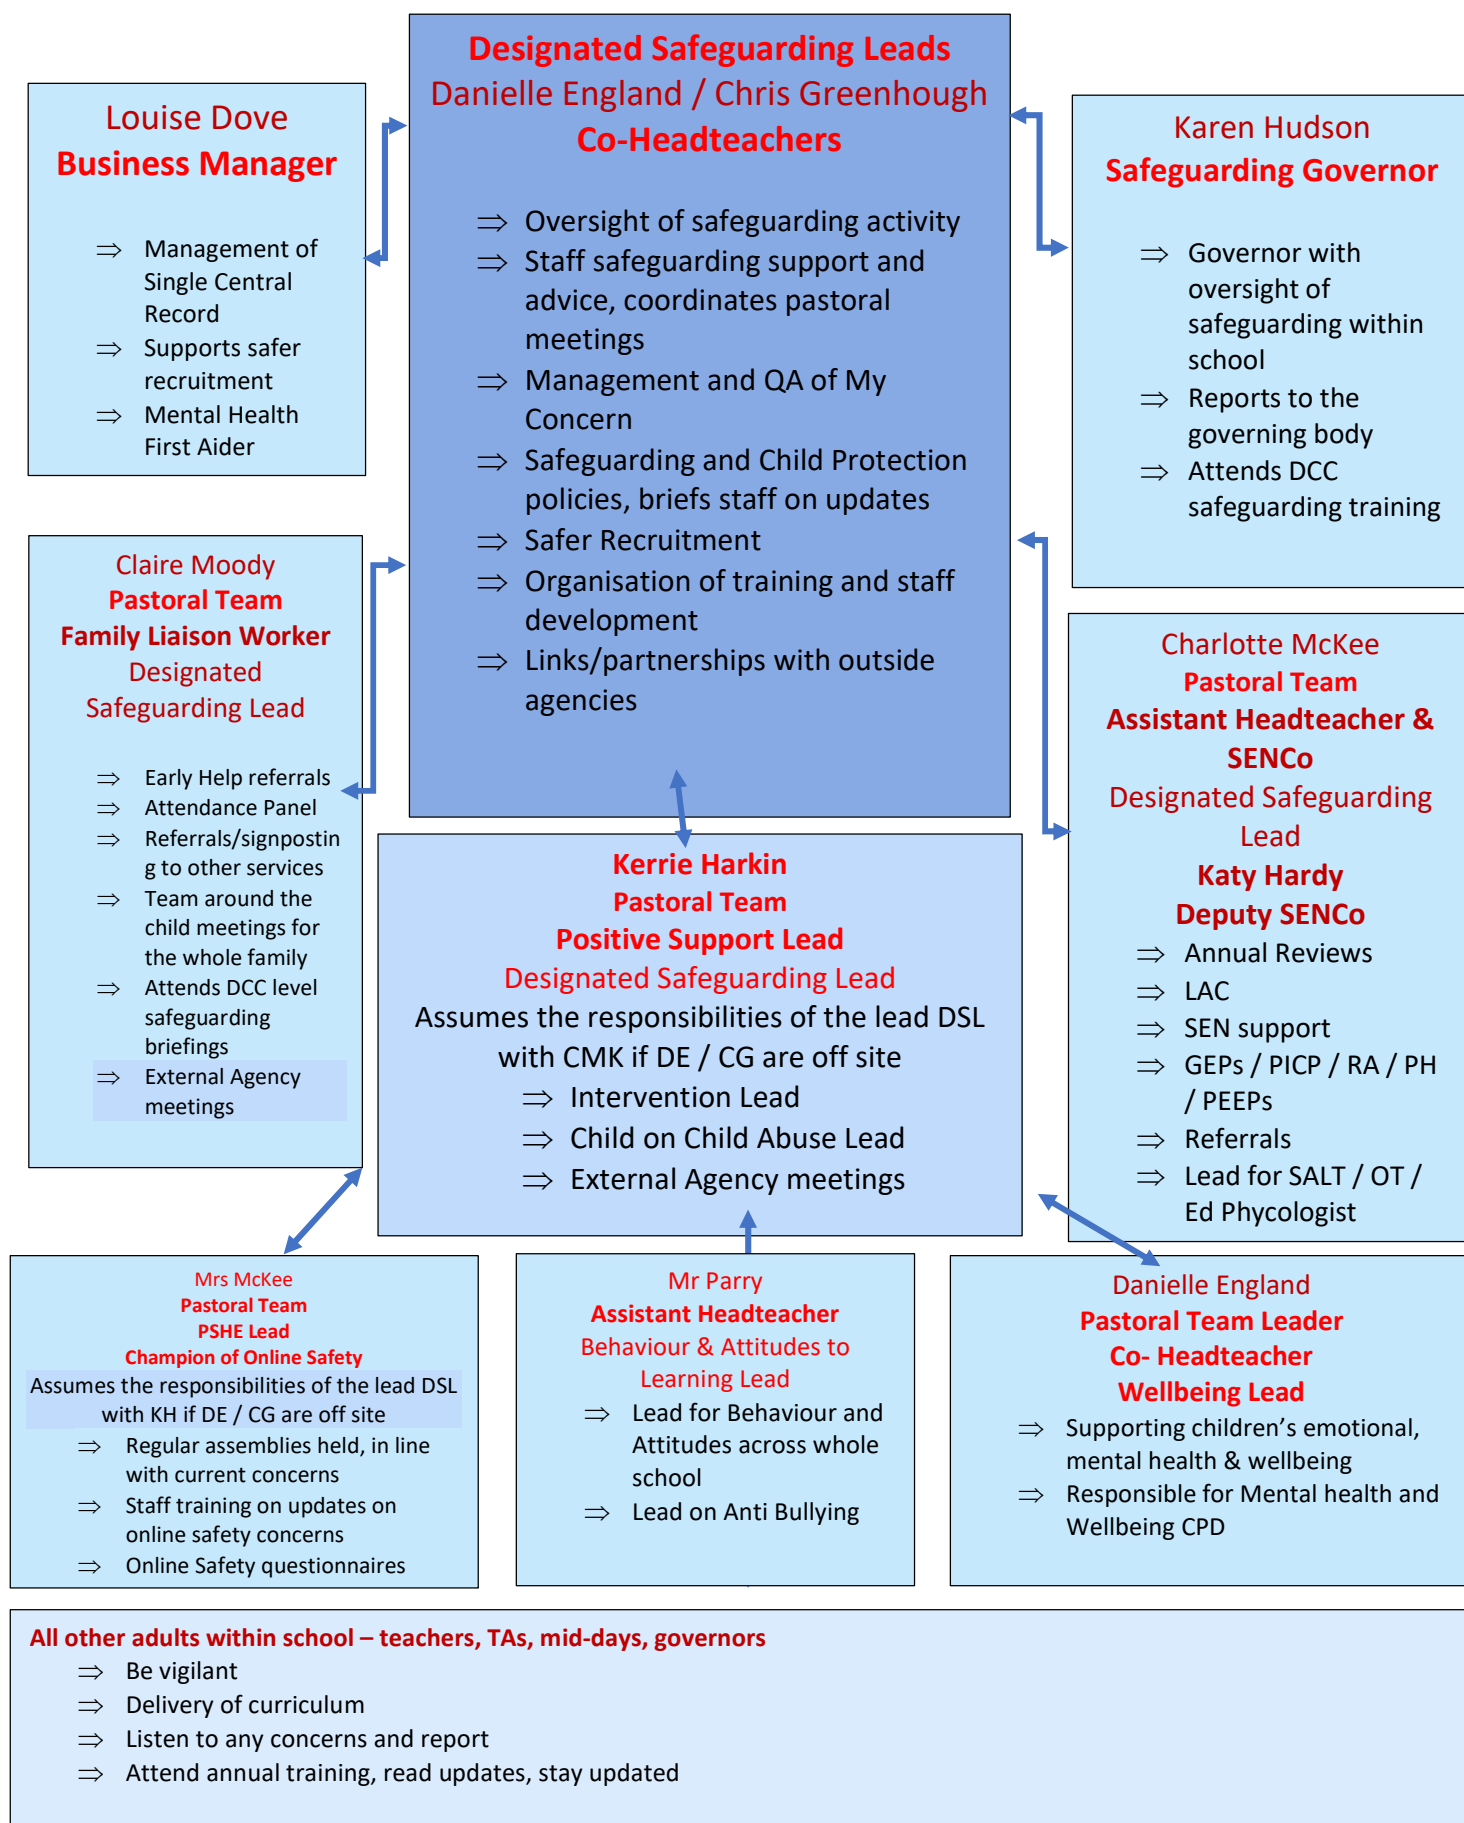 Designated Safeguarding Leads
Danielle England / Chris Greenhough
Co-Headteachers
⇒ Oversight of safeguarding activity
⇒ Staff safeguarding support and
advice, coordinates pastoral
meetings
⇒ Management and QA of My
Concern
⇒ Safeguarding and Child Protection
policies, briefs staff on updates
⇒ Safer Recruitment
⇒ Organisation of training and staff
development
⇒ Links/partnerships with outside
agencies
Louise Dove
Business Manager
⇒ Management of
Single Central
Record
⇒ Supports safer
recruitment
⇒ Mental Health
First Aider
Karen Hudson
Safeguarding Governor
⇒ Governor with
oversight of
safeguarding within
school
⇒ Reports to the
governing body
⇒ Attends DCC
safeguarding training
Claire Moody
Pastoral Team
Family Liaison Worker
Designated
Safeguarding Lead
⇒ Early Help referrals
⇒ Attendance Panel
⇒ Referrals/signpostin
g to other services
⇒ Team around the
child meetings for
the whole family
⇒ Attends DCC level
safeguarding
briefings
⇒ External Agency
meetings
Charlotte McKee
Pastoral Team
Assistant Headteacher &
SENCo
Designated Safeguarding
Lead
Katy Hardy
Deputy SENCo
⇒ Annual Reviews
⇒ LAC
⇒ SEN support
⇒ GEPs / PICP / RA / PH
/ PEEPs
⇒ Referrals
⇒ Lead for SALT / OT /
Ed Phycologist
Kerrie Harkin
Pastoral Team
Positive Support Lead
Designated Safeguarding Lead
Assumes the responsibilities of the lead DSL
with CMK if DE / CG are off site
⇒ Intervention Lead
⇒ Child on Child Abuse Lead
⇒ External Agency meetings
Mrs McKee
Pastoral Team
PSHE Lead
Champion of Online Safety
Assumes the responsibilities of the lead DSL
with KH if DE / CG are off site
⇒ Regular assemblies held, in line
with current concerns
⇒ Staff training on updates on
online safety concerns
⇒ Online Safety questionnaires
Mr Parry
Assistant Headteacher
Behaviour & Attitudes to
Learning Lead
⇒ Lead for Behaviour and
Attitudes across whole
school
⇒ Lead on Anti Bullying
Danielle England
Pastoral Team Leader
Co- Headteacher
Wellbeing Lead
⇒ Supporting children’s emotional,
mental health & wellbeing
⇒ Responsible for Mental health and
Wellbeing CPD
All other adults within school – teachers, TAs, mid-days, governors
⇒ Be vigilant
⇒ Delivery of curriculum
⇒ Listen to any concerns and report
⇒ Attend annual training, read updates, stay updated